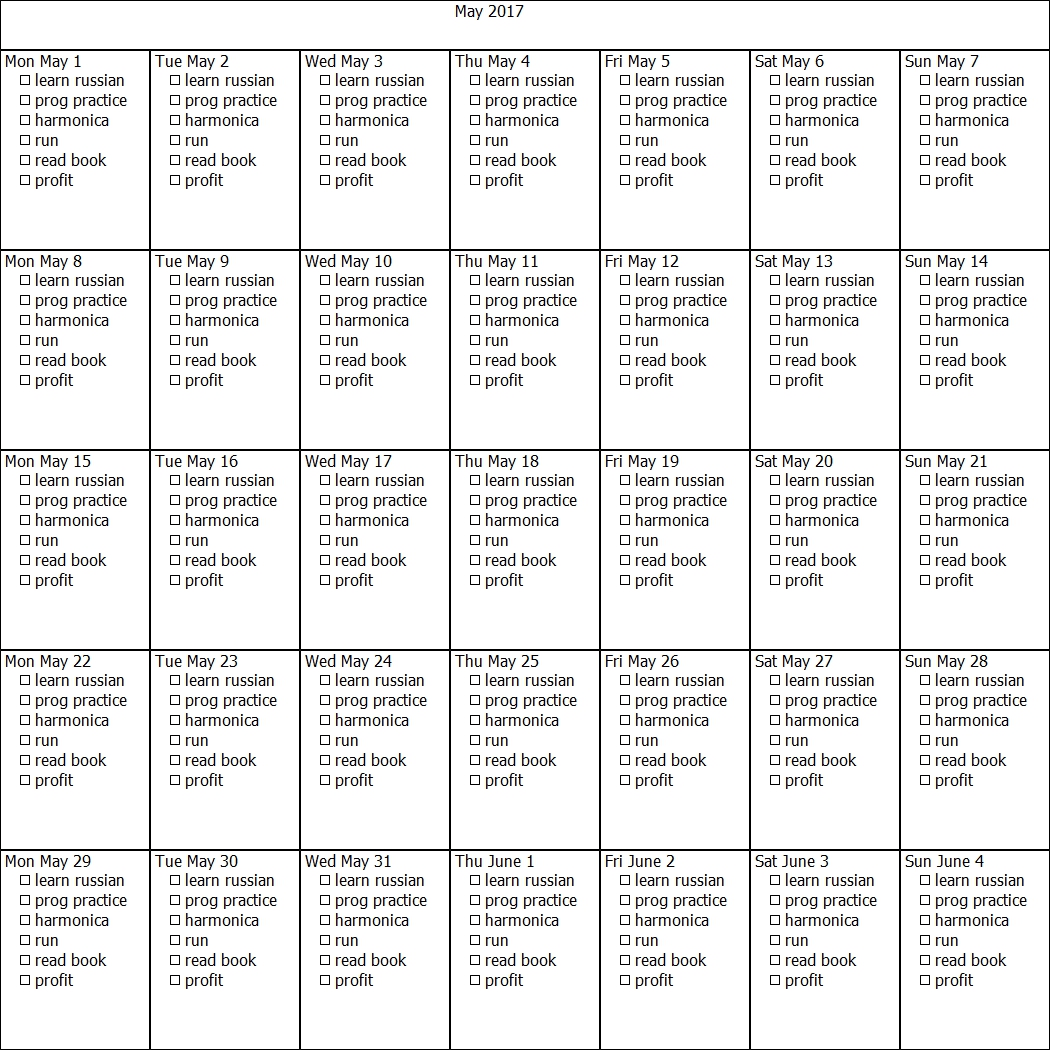 May 2017
Mon May 1
learn russian
prog practice
harmonica
run
read book
profit
Tue May 2
learn russian
prog practice
harmonica
run
read book
profit
Wed May 3
learn russian
prog practice
harmonica
run
read book
profit
Thu May 4
learn russian
prog practice
harmonica
run
read book
profit
Fri May 5
learn russian
prog practice
harmonica
run
read book
profit
Sat May 6
learn russian
prog practice
harmonica
run
read book
profit
Sun May 7
learn russian
prog practice
harmonica
run
read book
profit
Mon May 8
learn russian
prog practice
harmonica
run
read book
profit
Tue May 9
learn russian
prog practice
harmonica
run
read book
profit
Wed May 10
learn russian
prog practice
harmonica
run
read book
profit
Thu May 11
learn russian
prog practice
harmonica
run
read book
profit
Fri May 12
learn russian
prog practice
harmonica
run
read book
profit
Sat May 13
learn russian
prog practice
harmonica
run
read book
profit
Sun May 14
learn russian
prog practice
harmonica
run
read book
profit
Mon May 15
learn russian
prog practice
harmonica
run
read book
profit
Tue May 16
learn russian
prog practice
harmonica
run
read book
profit
Wed May 17
learn russian
prog practice
harmonica
run
read book
profit
Thu May 18
learn russian
prog practice
harmonica
run
read book
profit
Fri May 19
learn russian
prog practice
harmonica
run
read book
profit
Sat May 20
learn russian
prog practice
harmonica
run
read book
profit
Sun May 21
learn russian
prog practice
harmonica
run
read book
profit
Mon May 22
learn russian
prog practice
harmonica
run
read book
profit
Tue May 23
learn russian
prog practice
harmonica
run
read book
profit
Wed May 24
learn russian
prog practice
harmonica
run
read book
profit
Thu May 25
learn russian
prog practice
harmonica
run
read book
profit
Fri May 26
learn russian
prog practice
harmonica
run
read book
profit
Sat May 27
learn russian
prog practice
harmonica
run
read book
profit
Sun May 28
learn russian
prog practice
harmonica
run
read book
profit
Mon May 29
learn russian
prog practice
harmonica
run
read book
profit
Tue May 30
learn russian
prog practice
harmonica
run
read book
profit
Wed May 31
learn russian
prog practice
harmonica
run
read book
profit
Thu June 1
learn russian
prog practice
harmonica
run
read book
profit
Fri June 2
learn russian
prog practice
harmonica
run
read book
profit
Sat June 3
learn russian
prog practice
harmonica
run
read book
profit
Sun June 4
learn russian
prog practice
harmonica
run
read book
profit